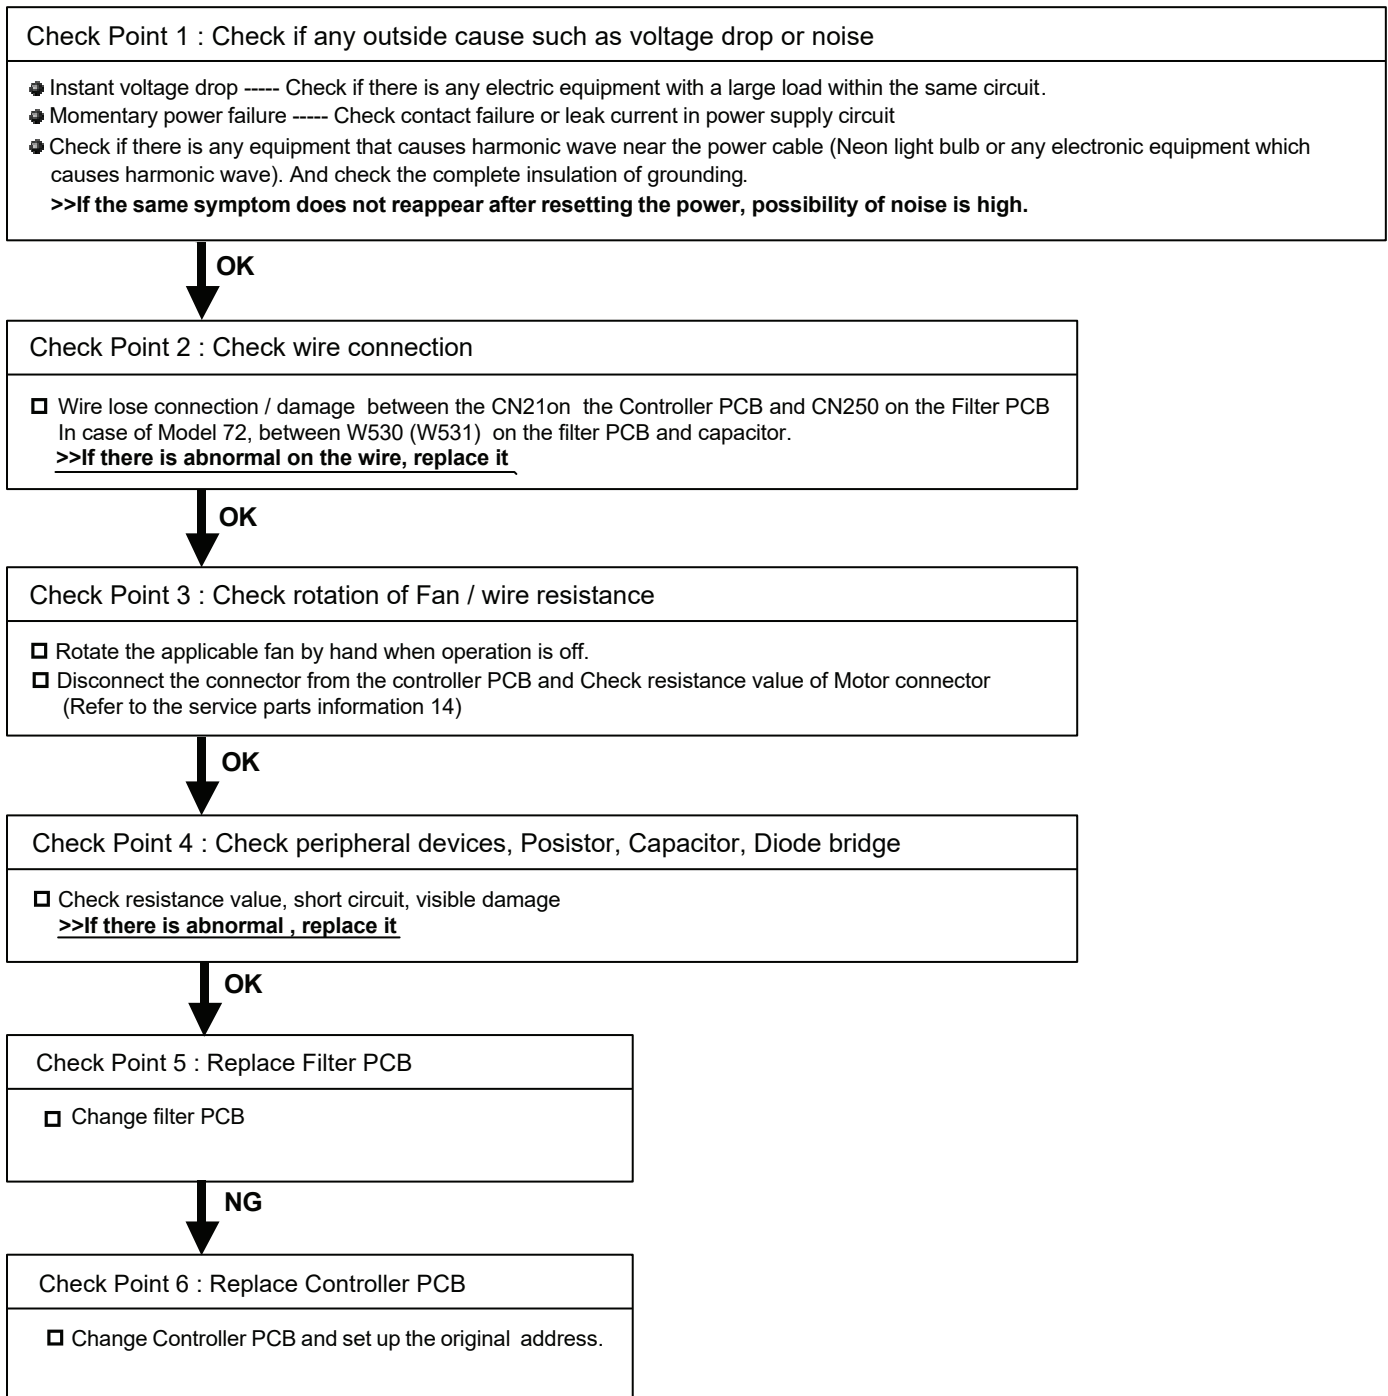 Check Point 1 : Check if any outside cause such as voltage drop or noise
Instant voltage drop ----- Check if there is any electric equipment with a large load within the same circuit.
Momentary power failure ----- Check contact failure or leak current in power supply circuit
Check if there is any equipment that causes harmonic wave near the power cable (Neon light bulb or any electronic equipment which
causes harmonic wave). And check the complete insulation of grounding.
>>If the same symptom does not reappear after resetting the power, possibility of noise is high.
OK
Check Point 2 : Check wire connection
Wire lose connection / damage between the CN21on the Controller PCB and CN250 on the Filter PCB
In case of Model 72, between W530 (W531) on the filter PCB and capacitor.
>>If there is abnormal on the wire, replace it
OK
Check Point 3 : Check rotation of Fan / wire resistance
Rotate the applicable fan by hand when operation is off.
Disconnect the connector from the controller PCB and Check resistance value of Motor connector
(Refer to the service parts information 14)
OK
Check Point 4 : Check peripheral devices, Posistor, Capacitor, Diode bridge
Check resistance value, short circuit, visible damage
>>If there is abnormal , replace it
OK
Check Point 5 : Replace Filter PCB
Change filter PCB
NG
Check Point 6 : Replace Controller PCB
Change Controller PCB and set up the original address.